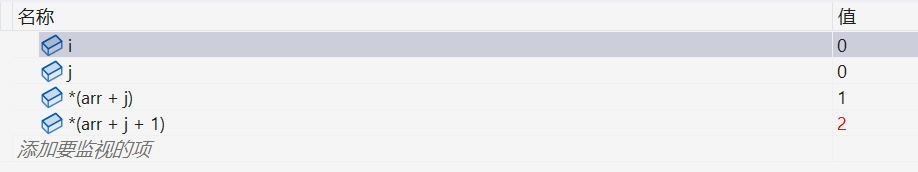 名称 值
i 0
j 0
*(arr + j) 1
*(arr + j + 1) 2
添加要监视的项